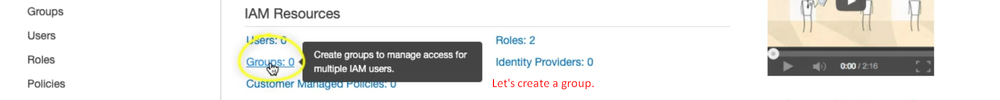 Groups
Users
Roles
Policies
IAM Resources
Users: 0
Roles: 2
Groups: 0
Create groups to manage access for
multiple IAM users.
Identity Providers: 0
Customer Managed Policies: 0
Let's create a group.
0:00 / 2:16